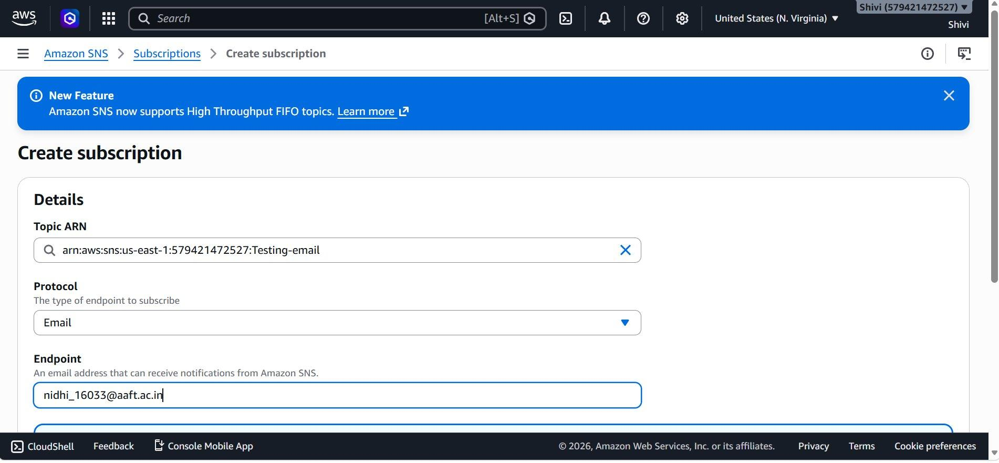 aws
Search [Alt+S]
United States (N. Virginia)
Shivi (579421472527)
Shivi
Amazon SNS
Subscriptions
Create subscription
New Feature
Amazon SNS now supports High Throughput FIFO topics. Learn more
Create subscription
Details
Topic ARN
arn:aws:sns:us-east-1:579421472527:Testing-email
Protocol
The type of endpoint to subscribe
Email
Endpoint
An email address that can receive notifications from Amazon SNS.
nidhi_16033@aaft.ac.in
CloudShell
Feedback
Console Mobile App
© 2026, Amazon Web Services, Inc. or its affiliates.
Privacy
Terms
Cookie preferences